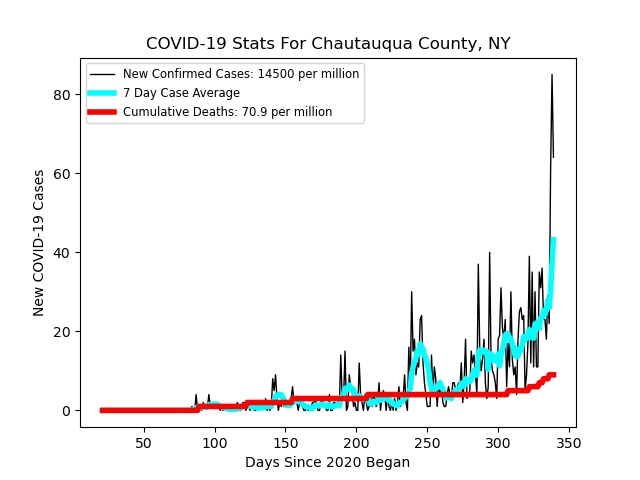 COVID-19 Stats For Chautauqua County, NY
New Confirmed Cases: 14500 per million
7 Day Case Average
Cumulative Deaths: 70.9 per million
New COVID-19 Cases
80
60
40
20
0
50 100 150 200 250 300 350
Days Since 2020 Began